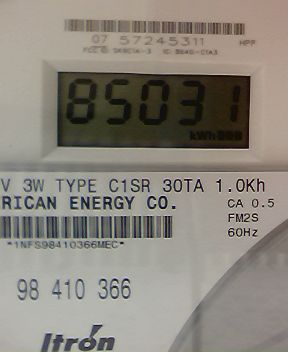 07 57245311 HPP
85031
kWh
V 3W TYPE C1SR 30TA 1.0Kh
RICAN ENERGY CO. CA 0.5
FM2S
*1NFS98410366MEC* 60Hz
98 410 366
Itron